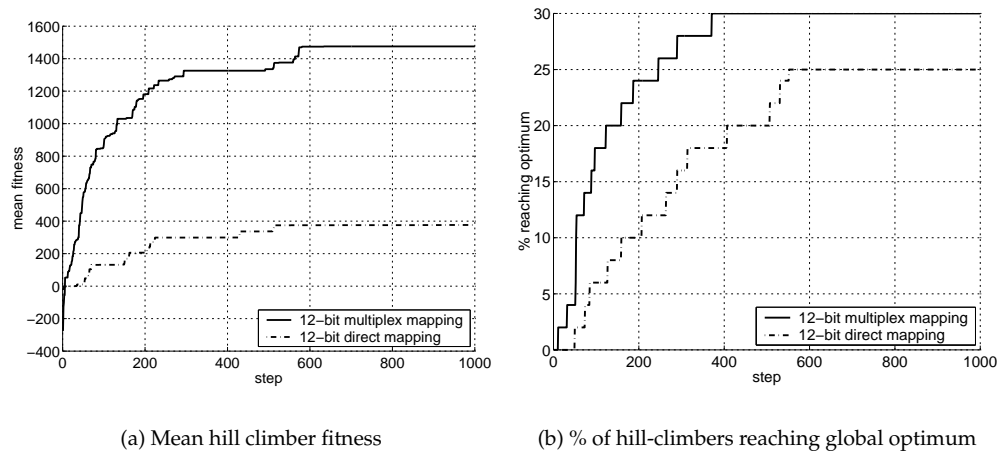 1600
1400
1200
1000
800
600
400
200
0
−200
−400
mean fitness
0 200 400 600 800 1000
step
12−bit multiplex mapping
12−bit direct mapping
(a) Mean hill climber fitness
30
25
20
15
10
5
0
% reaching optimum
0 200 400 600 800 1000
step
12−bit multiplex mapping
12−bit direct mapping
(b) % of hill-climbers reaching global optimum